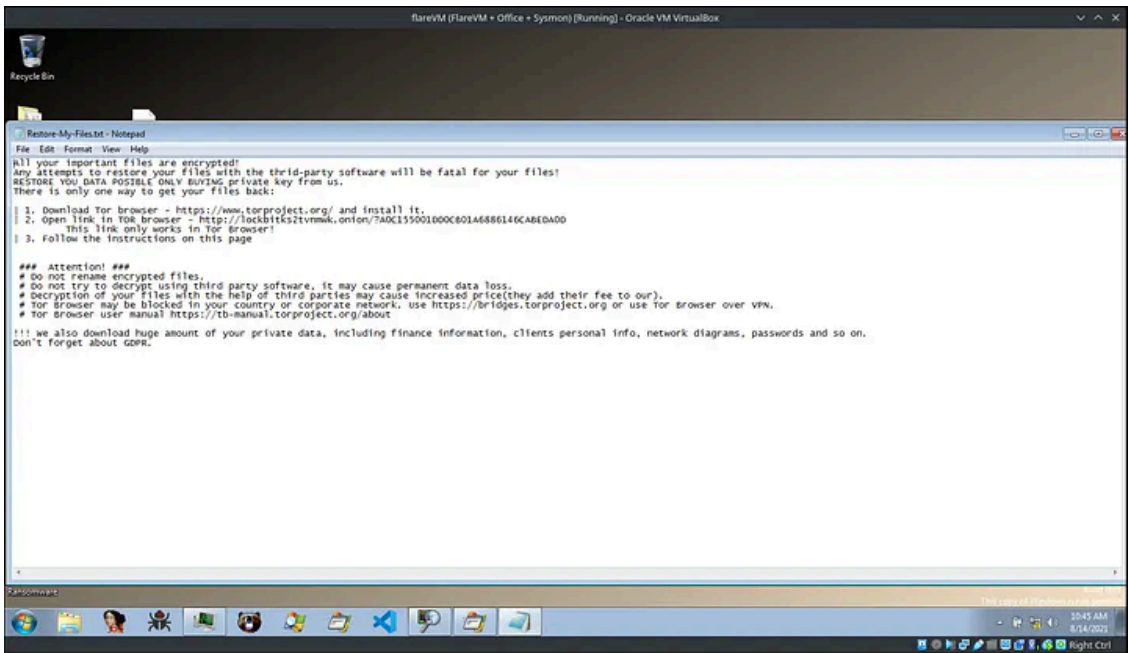 flareVM (FlareVM + Office + Sysmon) [Running] - Oracle VM VirtualBox
Recycle Bin
Restore-My-Files.txt - Notepad
File Edit Format View Help
All your important files are encrypted!
Any attempts to restore your files with the thrid-party software will be fatal for your files!
RESTORE YOU DATA POSIBLE ONLY BUYING private key from us.
There is only one way to get your files back:
| 1. Download Tor browser - https://www.torproject.org/ and install it.
| 2. Open link in TOR browser - http://lockbitks2tvnmwk.onion/?A0C155001DD0CB01A6886146CABEDA0D
This link only works in Tor Browser!
| 3. Follow the instructions on this page
### Attention! ###
# Do not rename encrypted files.
# Do not try to decrypt using third party software, it may cause permanent data loss.
# Decryption of your files with the help of third parties may cause increased price(they add their fee to our).
# Tor Browser may be blocked in your country or corporate network. Use https://bridges.torproject.org or use Tor Browser over VPN.
# Tor Browser user manual https://tb-manual.torproject.org/about
!!! We also download huge amount of your private data, including finance information, clients personal info, network diagrams, passwords and so on.
Don't forget about GDPR.
Ransomware
This copy of Windows is not genuine
10:45 AM
8/14/2021
Right Ctrl